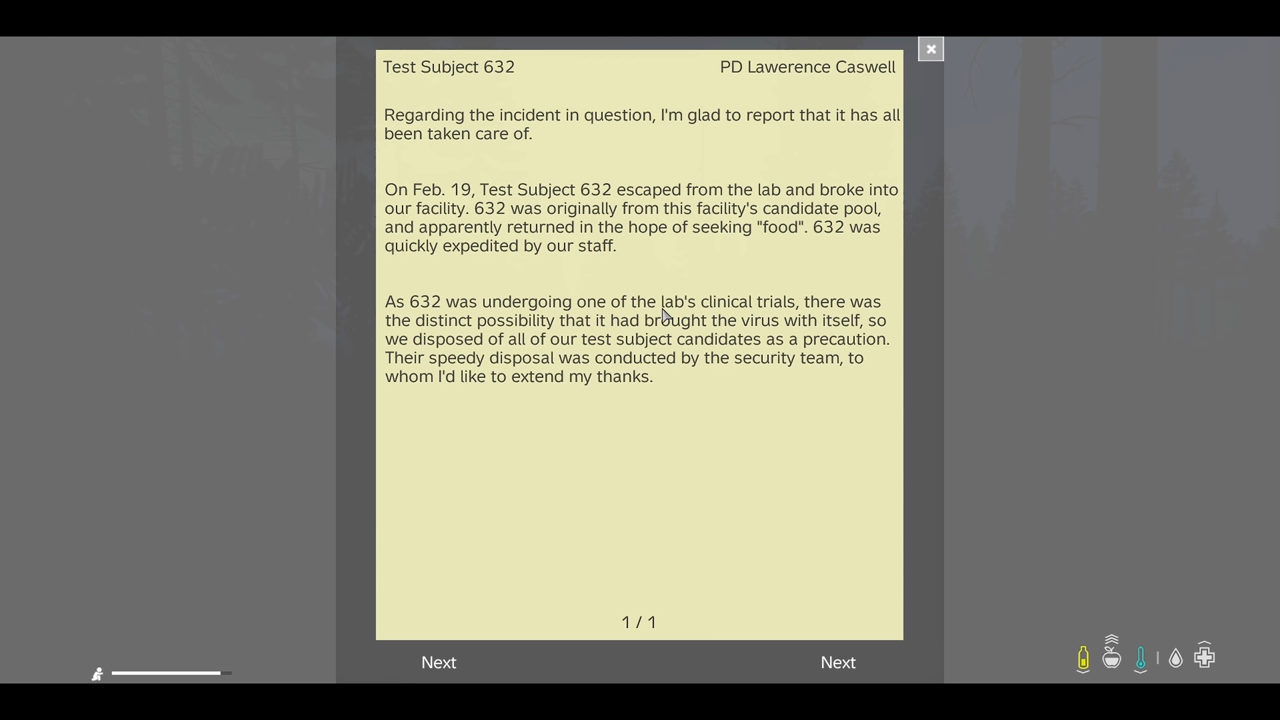 Test Subject 632 PD Lawerence Caswell
Regarding the incident in question, I'm glad to report that it has all
been taken care of.
On Feb. 19, Test Subject 632 escaped from the lab and broke into
our facility. 632 was originally from this facility's candidate pool,
and apparently returned in the hope of seeking "food". 632 was
quickly expedited by our staff.
As 632 was undergoing one of the lab's clinical trials, there was
the distinct possibility that it had brought the virus with itself, so
we disposed of all of our test subject candidates as a precaution.
Their speedy disposal was conducted by the security team, to
whom I'd like to extend my thanks.
1 / 1
Next Next